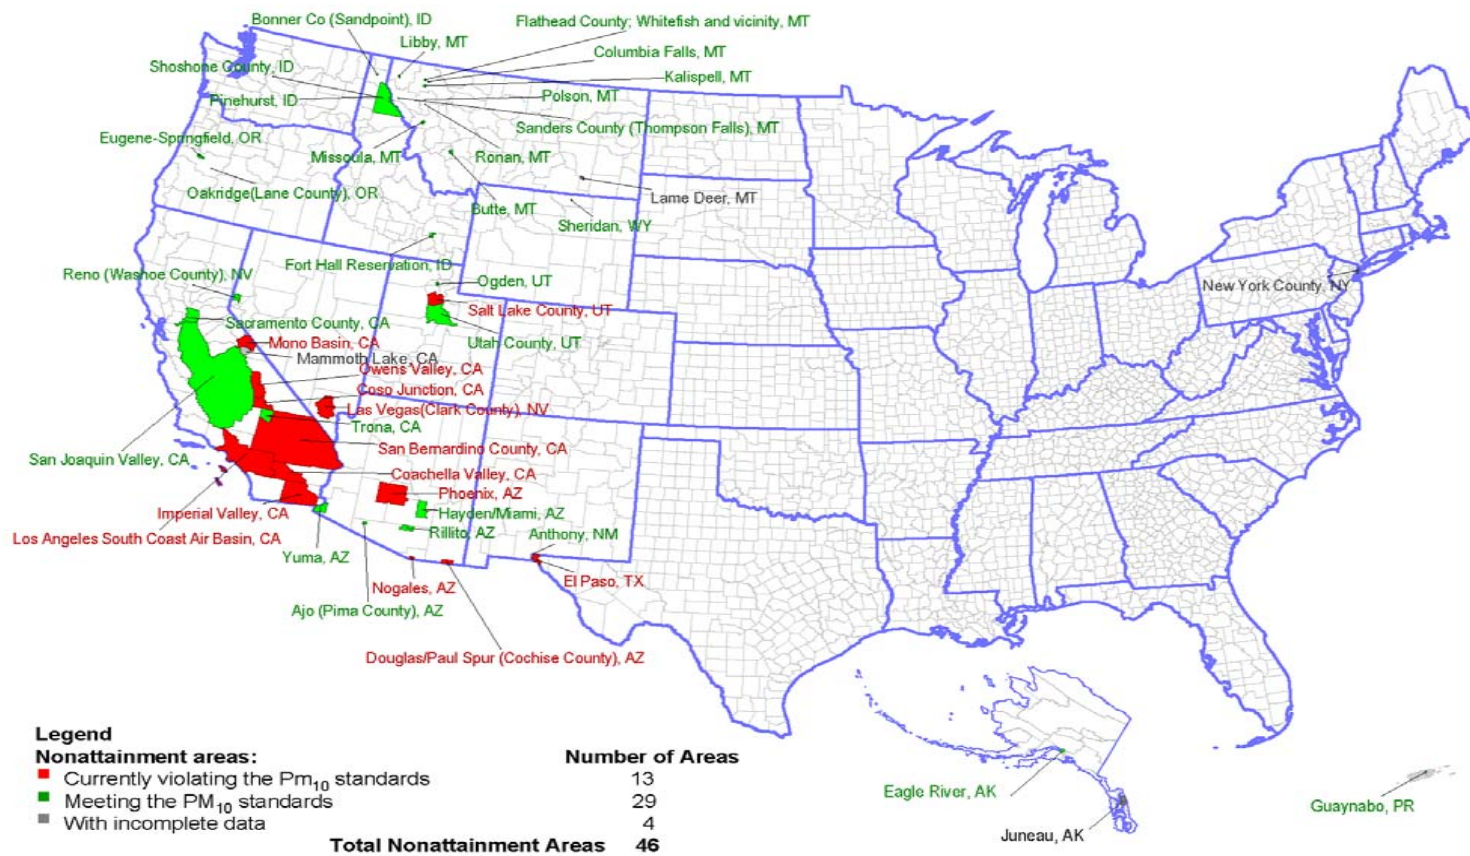 Bonner Co (Sandpoint), ID
Flathead County; Whitefish and vicinity, MT
Libby, MT
Columbia Falls, MT
Shoshone County, ID
Kalispell, MT
Pinehurst, ID
Polson, MT
Sanders County (Thompson Falls), MT
Eugene-Springfield, OR
Missoula, MT
Ronan, MT
Oakridge(Lane County), OR
Lame Deer, MT
Butte, MT
Sheridan, WY
Fort Hall Reservation, ID
Reno (Washoe County), NV
Ogden, UT
New York County, NY
Salt Lake County, UT
Sacramento County, CA
Mono Basin, CA
Utah County, UT
Mammoth Lake, CA
Owens Valley, CA
Coso Junction, CA
Las Vegas(Clark County), NV
Trona, CA
San Bernardino County, CA
San Joaquin Valley, CA
Coachella Valley, CA
Phoenix, AZ
Imperial Valley, CA
Hayden/Miami, AZ
Rillito, AZ
Anthony, NM
Los Angeles South Coast Air Basin, CA
Yuma, AZ
El Paso, TX
Nogales, AZ
Ajo (Pima County), AZ
Douglas/Paul Spur (Cochise County), AZ
Eagle River, AK
Guaynabo, PR
Juneau, AK
Legend
Nonattainment areas: Number of Areas
Currently violating the Pm10 standards 13
Meeting the PM10 standards 29
With incomplete data 4
Total Nonattainment Areas 46